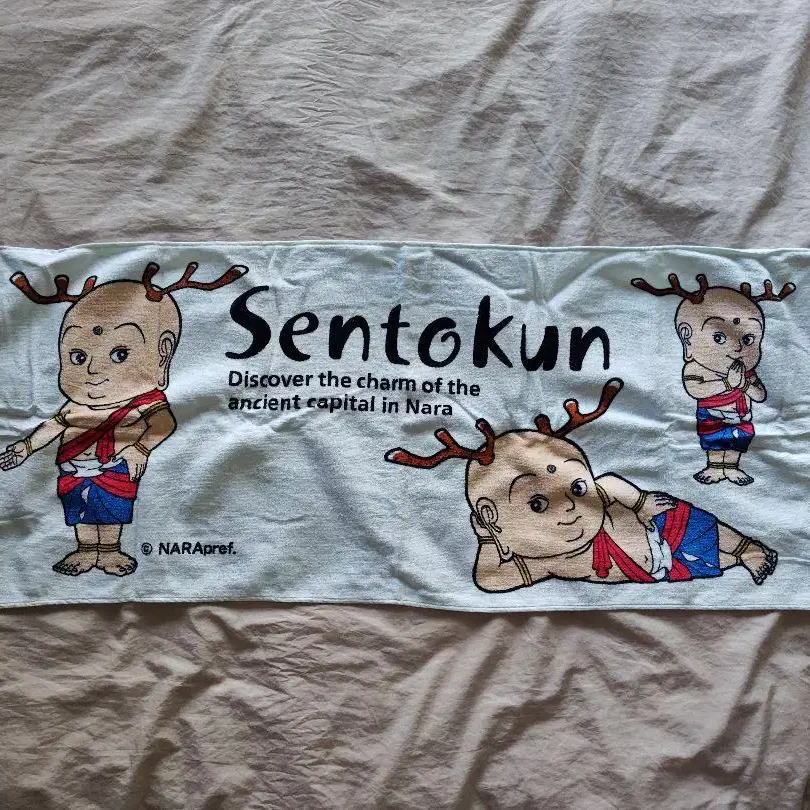 Sentokun
Discover the charm of the
ancient capital in Nara
© NARApref.